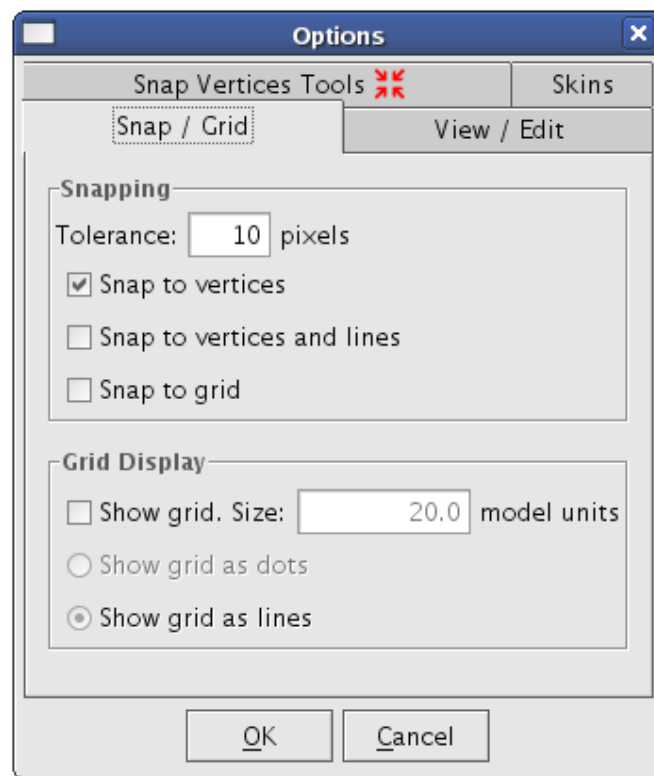 Options
Snap Vertices Tools
Skins
Snap / Grid
View / Edit
Snapping
Tolerance: 10 pixels
Snap to vertices
Snap to vertices and lines
Snap to grid
Grid Display
Show grid. Size: 20.0 model units
Show grid as dots
Show grid as lines
OK
Cancel